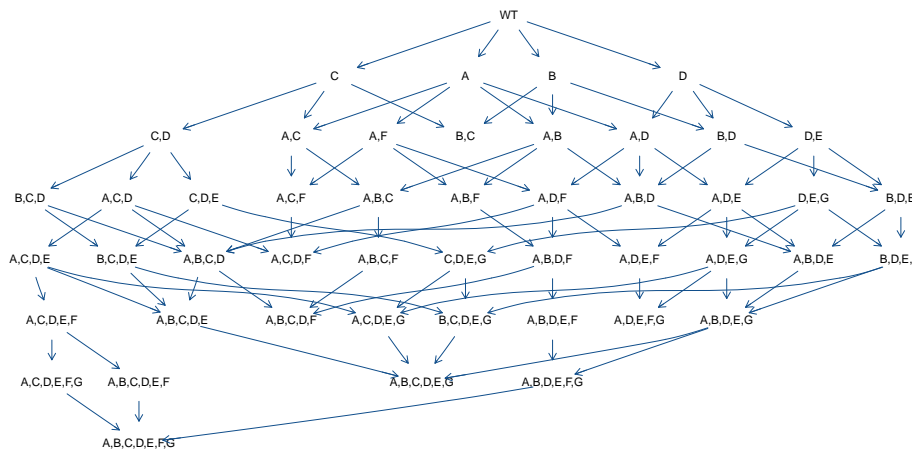 WT
C A B D
C,D A,C A,F B,C A,B A,D B,D D,E
B,C,D A,C,D C,D,E A,C,F A,B,C A,B,F A,D,F A,B,D A,D,E D,E,G B,D,E
A,C,D,E B,C,D,E A,B,C,D A,C,D,F A,B,C,F C,D,E,G A,B,D,F A,D,E,F A,D,E,G A,B,D,E B,D,E,
A,C,D,E,F A,B,C,D,E A,B,C,D,F A,C,D,E,G B,C,D,E,G A,B,D,E,F A,D,E,F,G A,B,D,E,G
A,C,D,E,F,G A,B,C,D,E,F A,B,C,D,E,G A,B,D,E,F,G
A,B,C,D,E,F,G